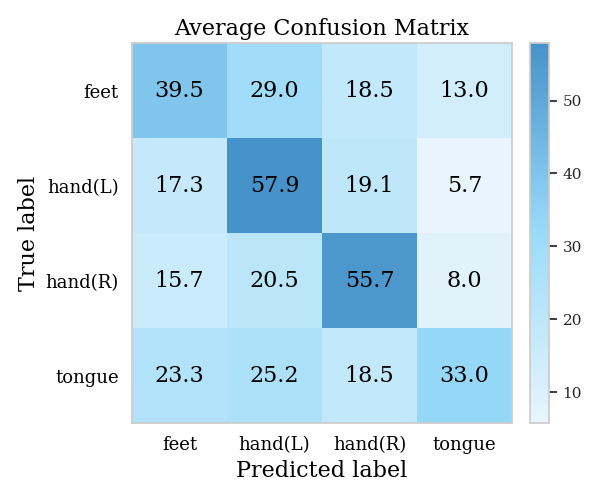 Average Confusion Matrix
True label
feet 39.5 29.0 18.5 13.0
hand(L) 17.3 57.9 19.1 5.7
hand(R) 15.7 20.5 55.7 8.0
tongue 23.3 25.2 18.5 33.0
feet hand(L) hand(R) tongue
Predicted label
50
40
30
20
10